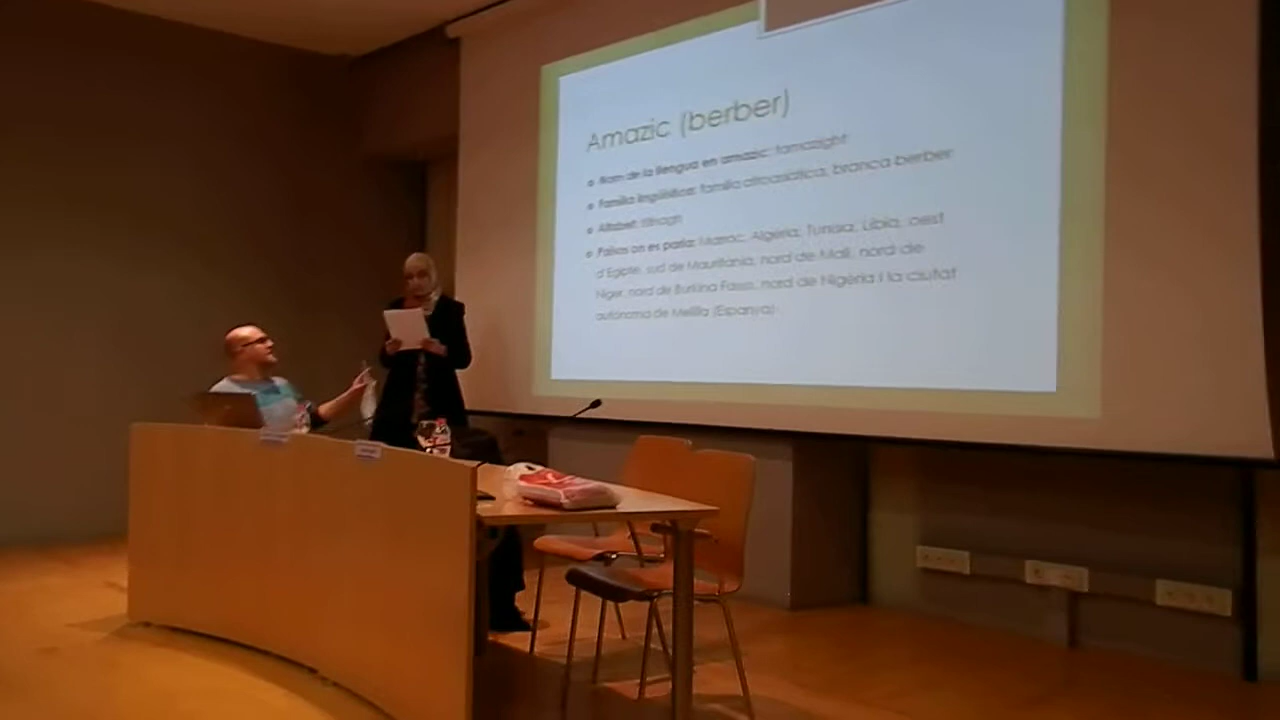 Amazic (berber)
Nom de la llengua en amazic: tamazight
Família lingüística: família afroasiàtica, branca berber
Alfabet: tifinagh
Països on es parla: Marroc, Algèria, Tunísia, Líbia, oest
d'Egipte, sud de Mauritània, nord de Mali, nord de
Níger, nord de Burkina Fasso, nord de Nigèria i la ciutat
autònoma de Melilla (Espanya)